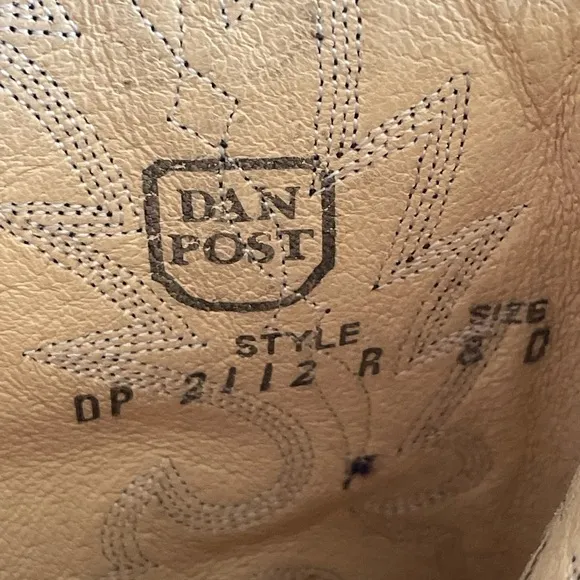 DAN
POST
STYLE SIZE
DP 2112 R 8 D